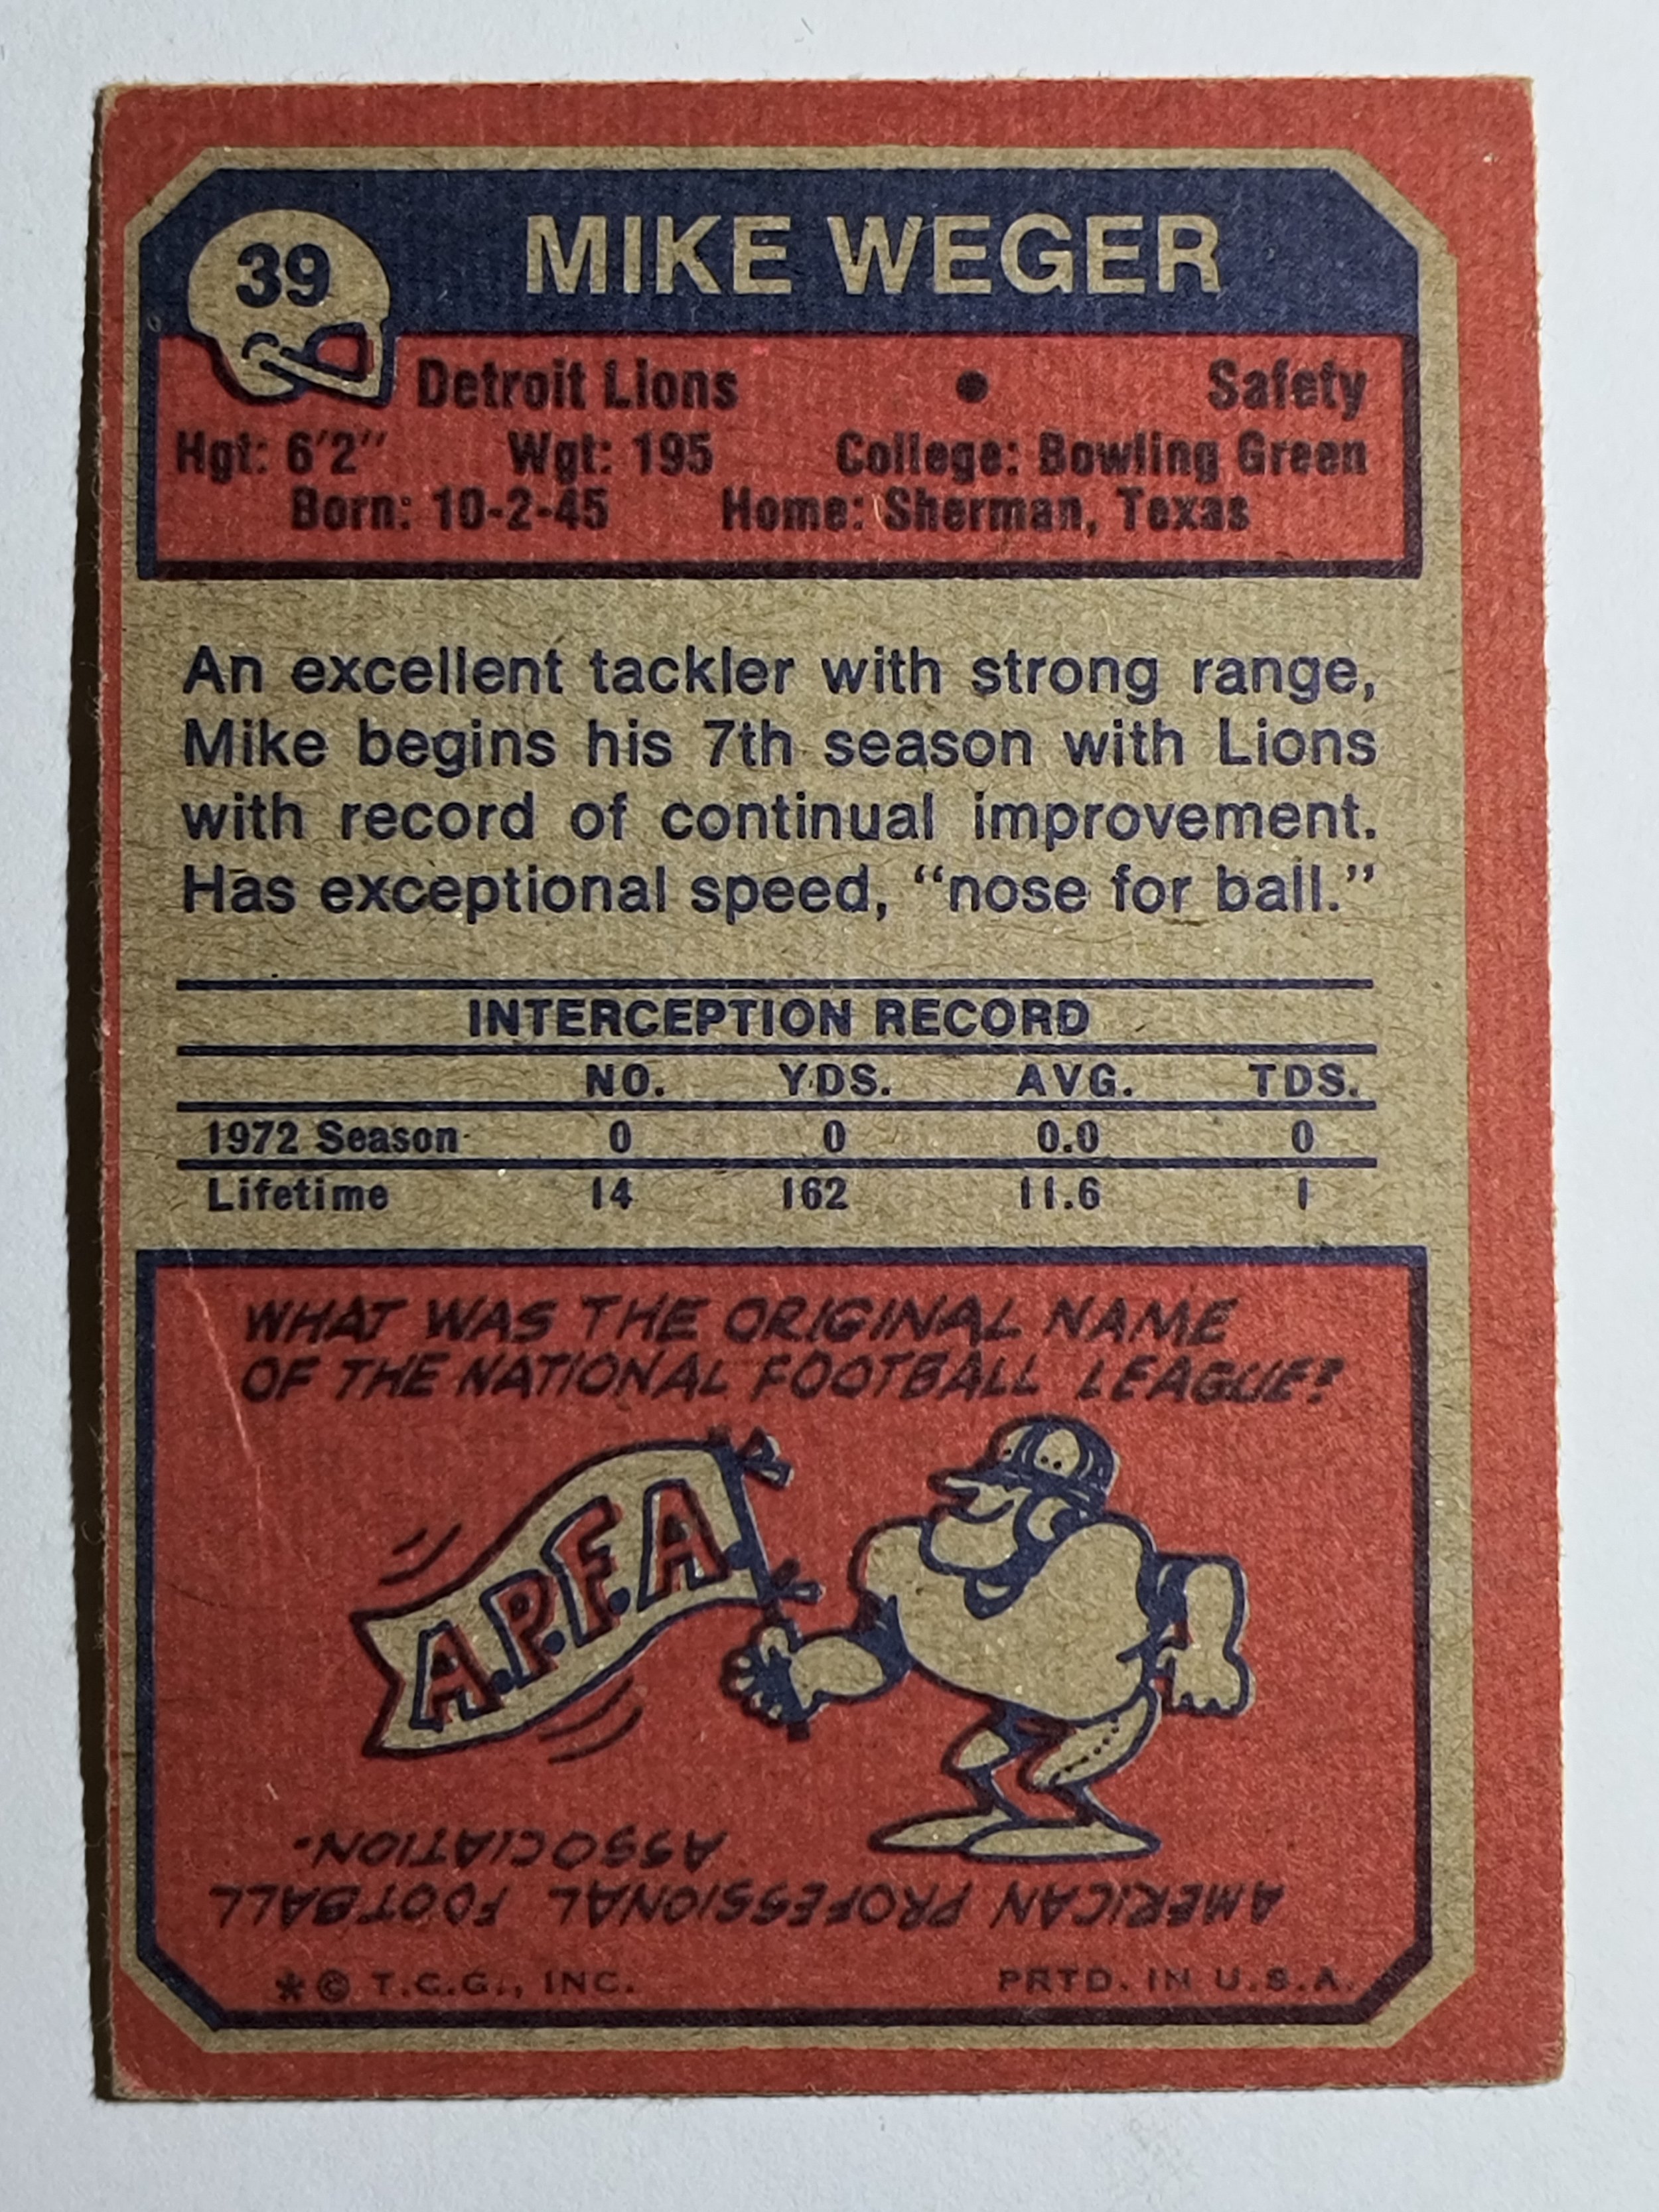 39
MIKE WEGER
Detroit Lions • Safety
Hgt: 6'2" Wgt: 195 College: Bowling Green
Born: 10-2-45 Home: Sherman, Texas
An excellent tackler with strong range,
Mike begins his 7th season with Lions
with record of continual improvement.
Has exceptional speed, “nose for ball.”
INTERCEPTION RECORD
NO. YDS. AVG. TDS.
1972 Season 0 0 0.0 0
Lifetime 14 162 11.6 1
WHAT WAS THE ORIGINAL NAME
OF THE NATIONAL FOOTBALL LEAGUE?
A.P.F.A.
AMERICAN PROFESSIONAL FOOTBALL
ASSOCIATION.
*© T.C.G., INC. PRTD. IN U.S.A.